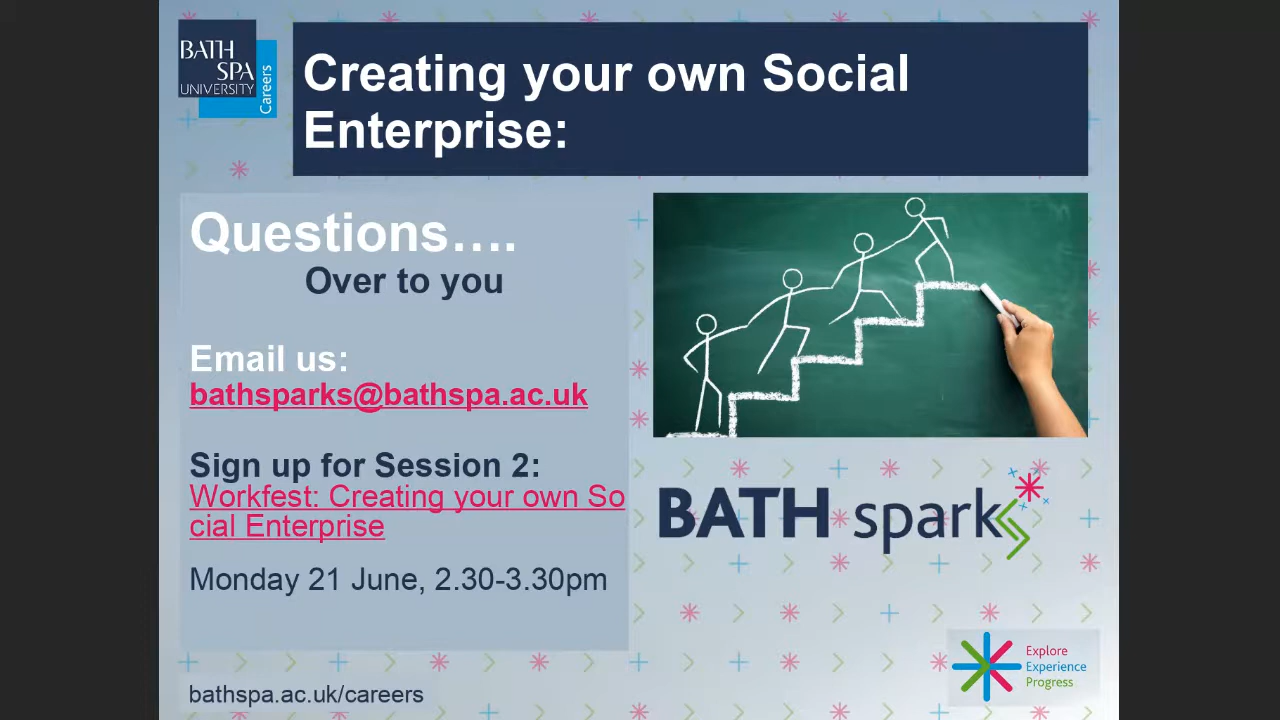 BATH
SPA
UNIVERSITY
Careers
Creating your own Social
Enterprise:
Questions….
Over to you
Email us:
bathsparks@bathspa.ac.uk
Sign up for Session 2:
Workfest: Creating your own So
cial Enterprise
Monday 21 June, 2.30-3.30pm
BATH sparks
Explore
Experience
Progress
bathspa.ac.uk/careers